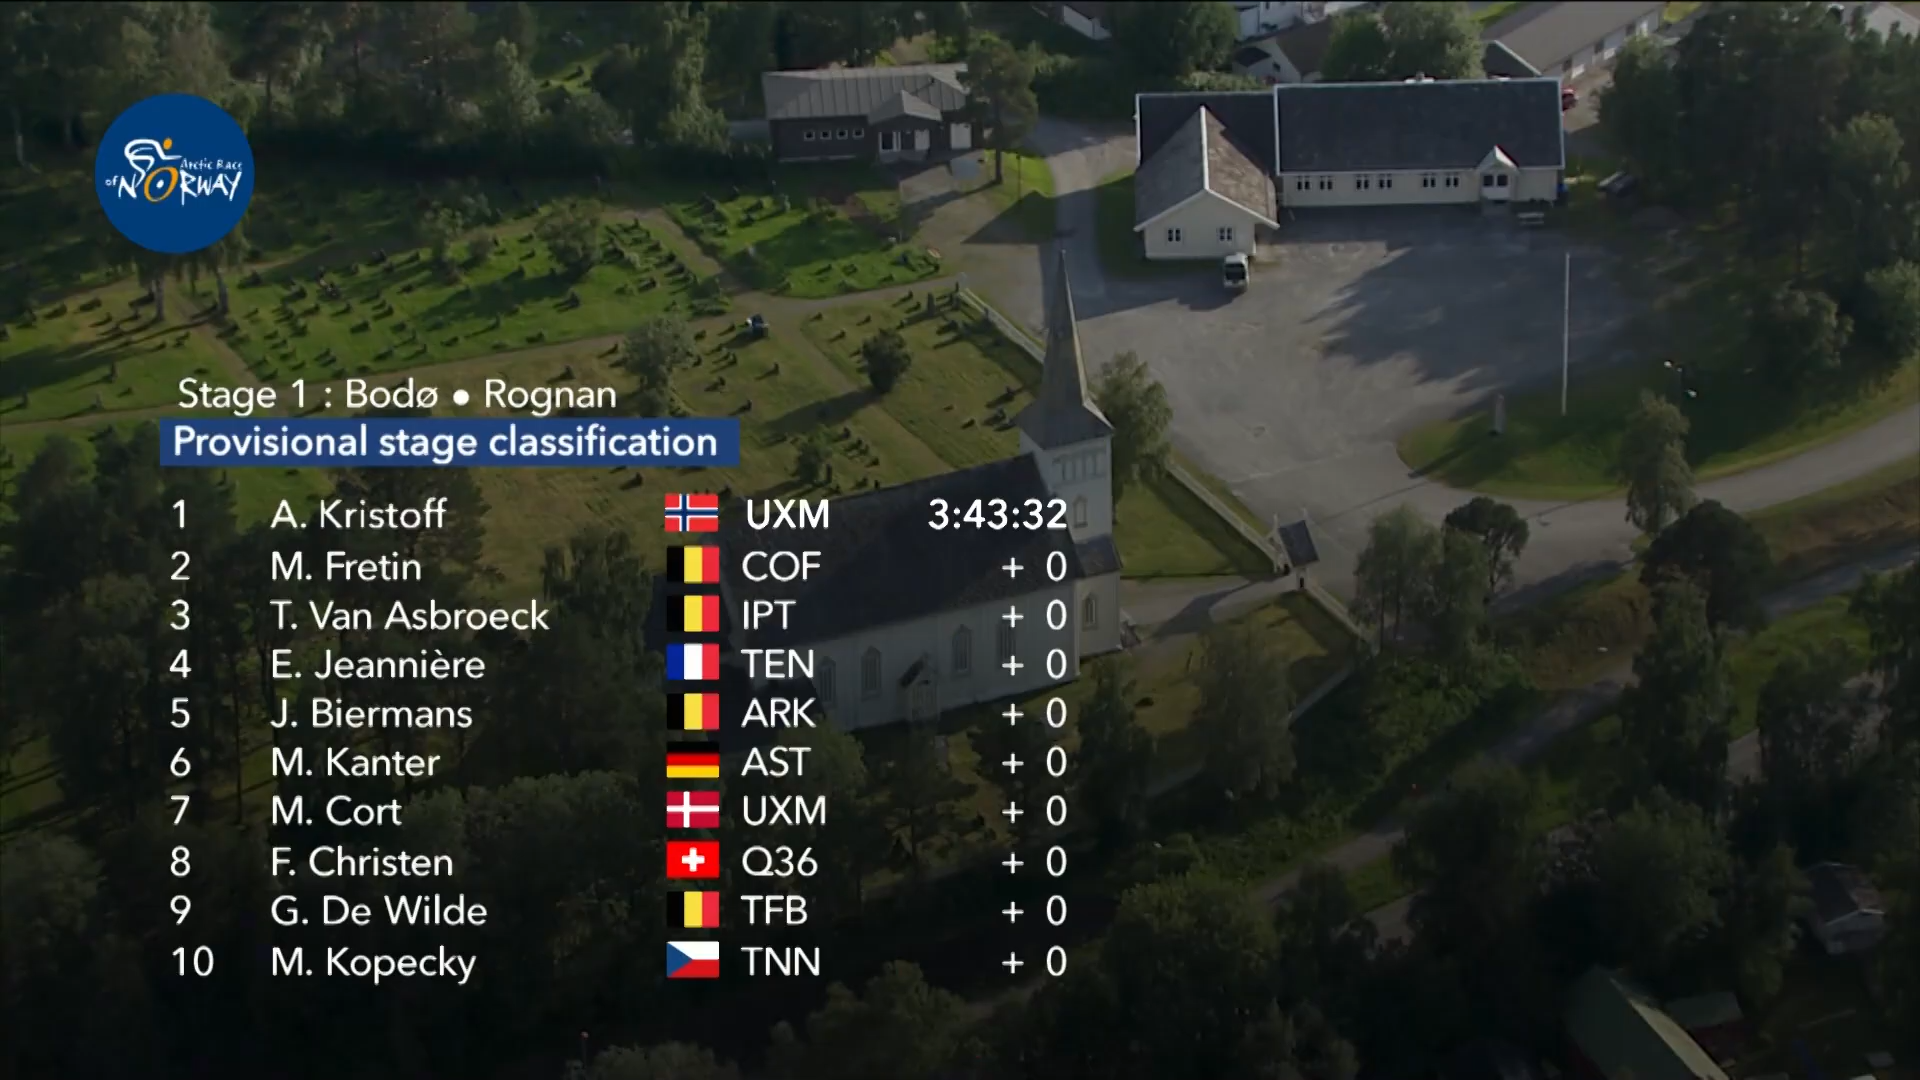 Arctic Race
of NORWAY
Stage 1 : Bodø • Rognan
Provisional stage classification
1 A. Kristoff UXM 3:43:32
2 M. Fretin COF + 0
3 T. Van Asbroeck IPT + 0
4 E. Jeannière TEN + 0
5 J. Biermans ARK + 0
6 M. Kanter AST + 0
7 M. Cort UXM + 0
8 F. Christen Q36 + 0
9 G. De Wilde TFB + 0
10 M. Kopecky TNN + 0